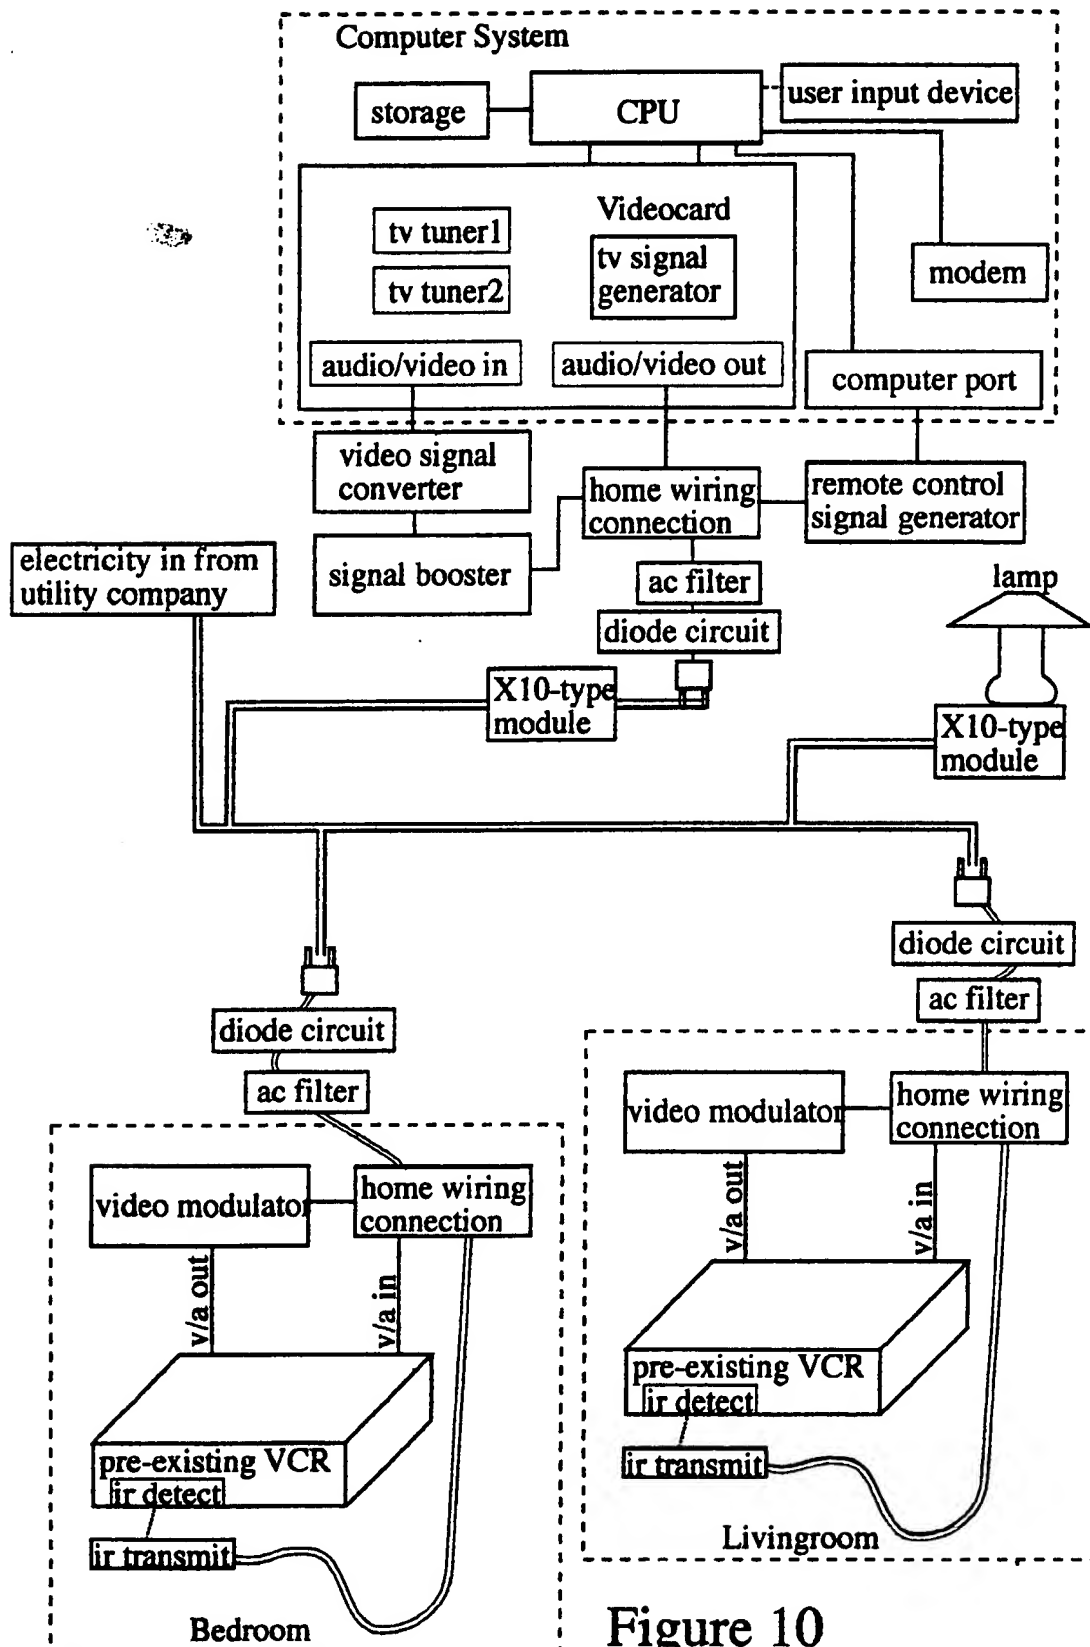 Computer System
storage
CPU
user input device
Videocard
tv tuner1
tv signal
generator
tv tuner2
modem
audio/video in
audio/video out
computer port
video signal
converter
home wiring
connection
remote control
signal generator
electricity in from
utility company
signal booster
ac filter
lamp
diode circuit
X10-type
module
X10-type
module
diode circuit
ac filter
diode circuit
ac filter
video modulator
home wiring
connection
v/a out
v/a in
pre-existing VCR
ir detect
ir transmit
Livingroom
video modulator
home wiring
connection
v/a out
v/a in
pre-existing VCR
ir detect
ir transmit
Bedroom
Figure 10